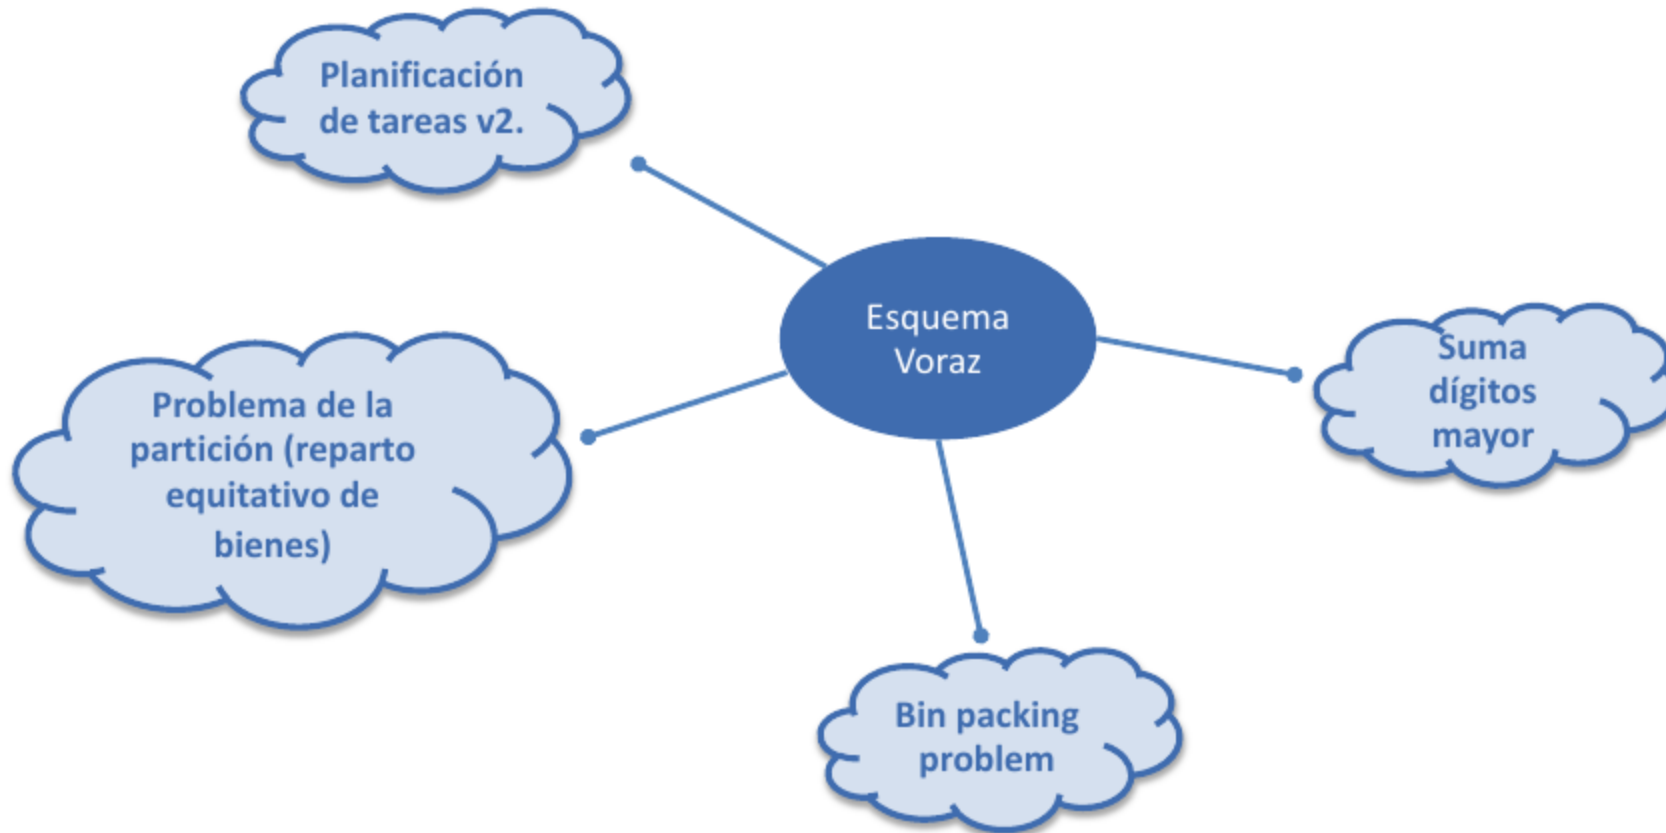 Planificación
de tareas v2.
Esquema
Voraz
Suma
dígitos
mayor
Problema de la
partición (reparto
equitativo de
bienes)
Bin packing
problem